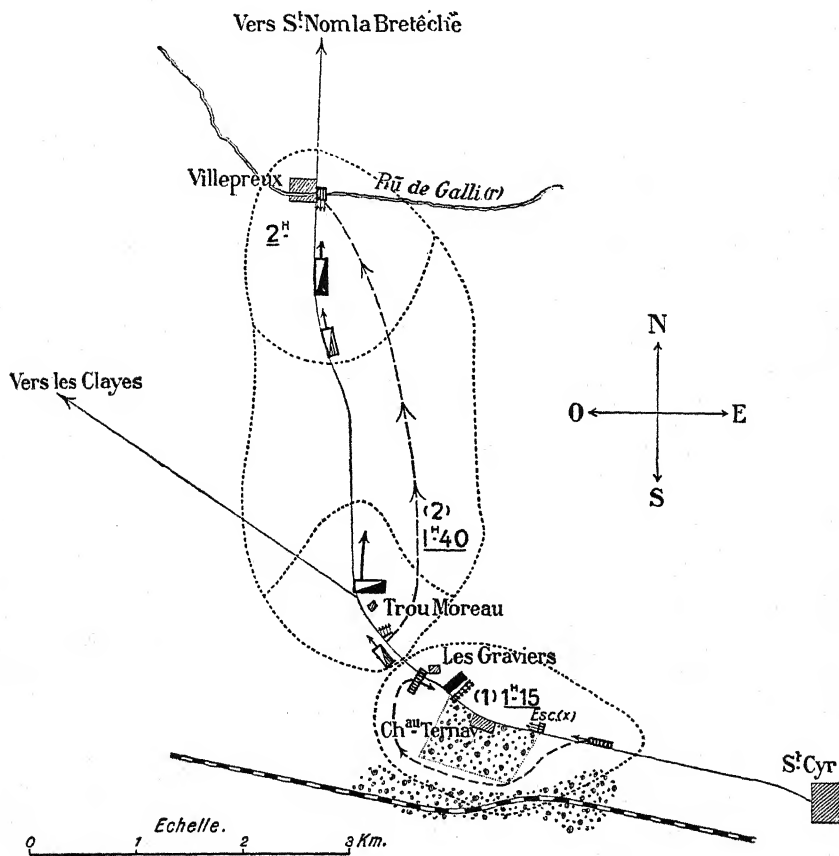 Vers St Nom la Bretêche
Villepreux
Rū de Galli (r)
2H
Vers les Clayes
N
O
E
S
(2)
1H40
Trou Moreau
Les Graviers
(1) 1H15
Esc.(x)
Chau Ternay
St Cyr
Echelle.
0 1 2 3 Km.